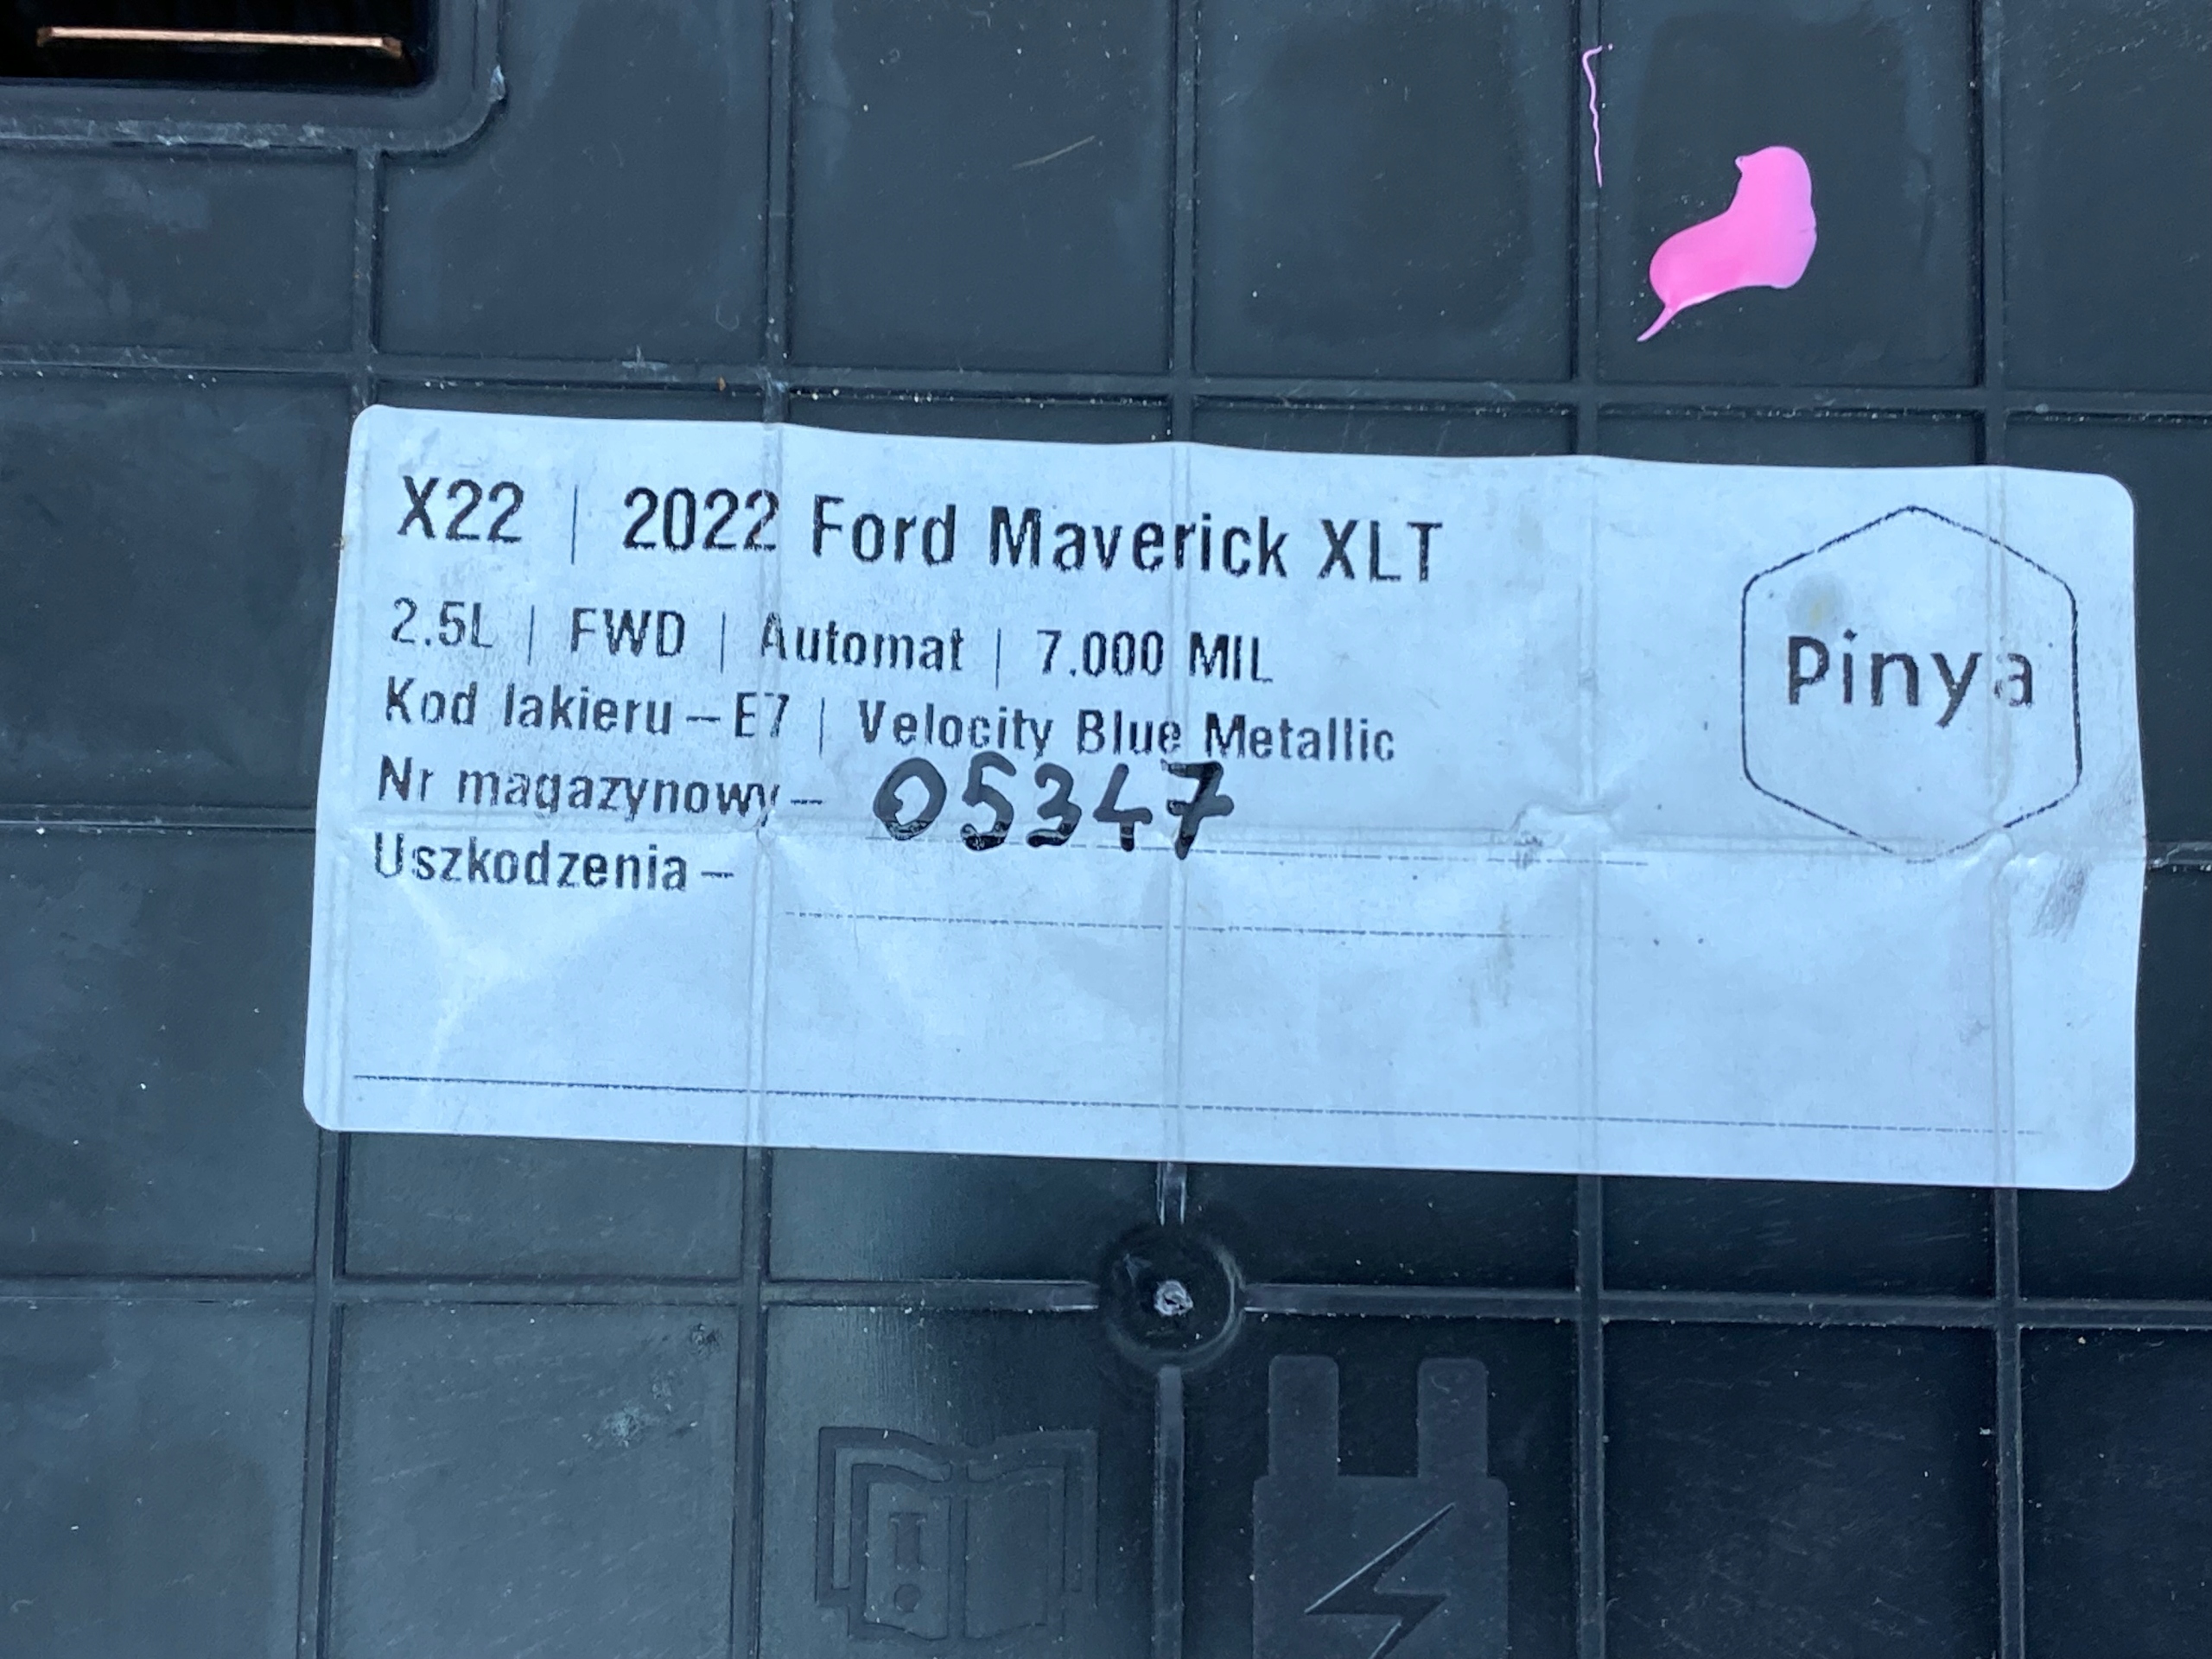 X22 | 2022 Ford Maverick XLT
2.5L | FWD | Automat | 7.000 MIL
Kod lakieru – E7 | Velocity Blue Metallic
Nr magazynowy – 05347
Uszkodzenia –
Pinya